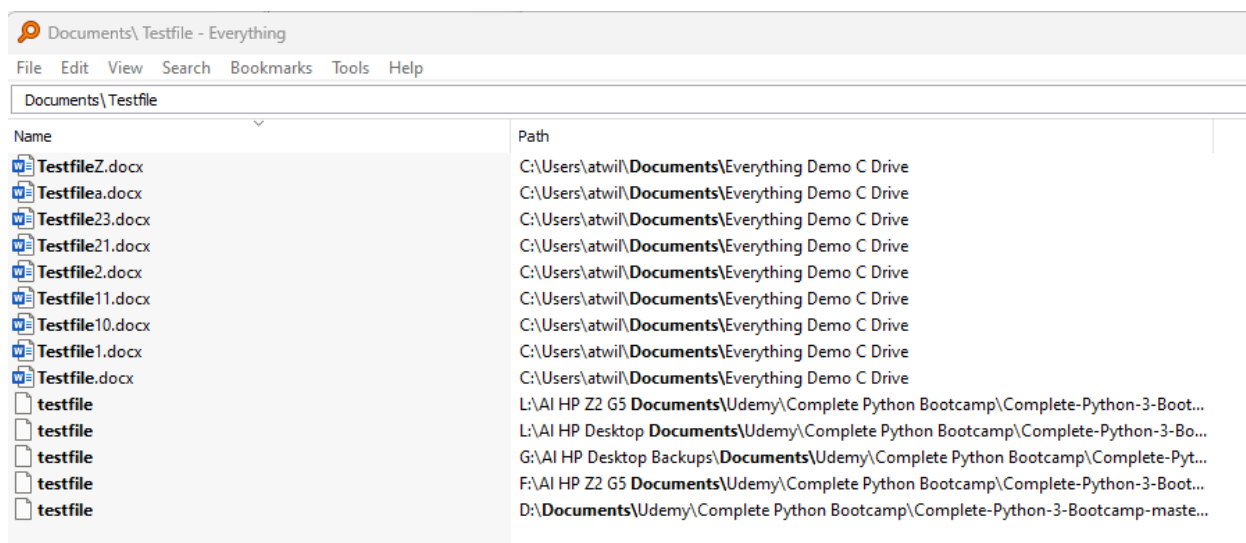 Documents\ Testfile - Everything
File Edit View Search Bookmarks Tools Help
Documents\ Testfile
Name Path
TestfileZ.docx C:\Users\atwil\Documents\Everything Demo C Drive
Testfilea.docx C:\Users\atwil\Documents\Everything Demo C Drive
Testfile23.docx C:\Users\atwil\Documents\Everything Demo C Drive
Testfile21.docx C:\Users\atwil\Documents\Everything Demo C Drive
Testfile2.docx C:\Users\atwil\Documents\Everything Demo C Drive
Testfile11.docx C:\Users\atwil\Documents\Everything Demo C Drive
Testfile10.docx C:\Users\atwil\Documents\Everything Demo C Drive
Testfile1.docx C:\Users\atwil\Documents\Everything Demo C Drive
Testfile.docx C:\Users\atwil\Documents\Everything Demo C Drive
testfile L:\AI HP Z2 G5 Documents\Udemy\Complete Python Bootcamp\Complete-Python-3-Boot...
testfile L:\AI HP Desktop Documents\Udemy\Complete Python Bootcamp\Complete-Python-3-Bo...
testfile G:\AI HP Desktop Backups\Documents\Udemy\Complete Python Bootcamp\Complete-Pyt...
testfile F:\AI HP Z2 G5 Documents\Udemy\Complete Python Bootcamp\Complete-Python-3-Boot...
testfile D:\Documents\Udemy\Complete Python Bootcamp\Complete-Python-3-Bootcamp-maste...